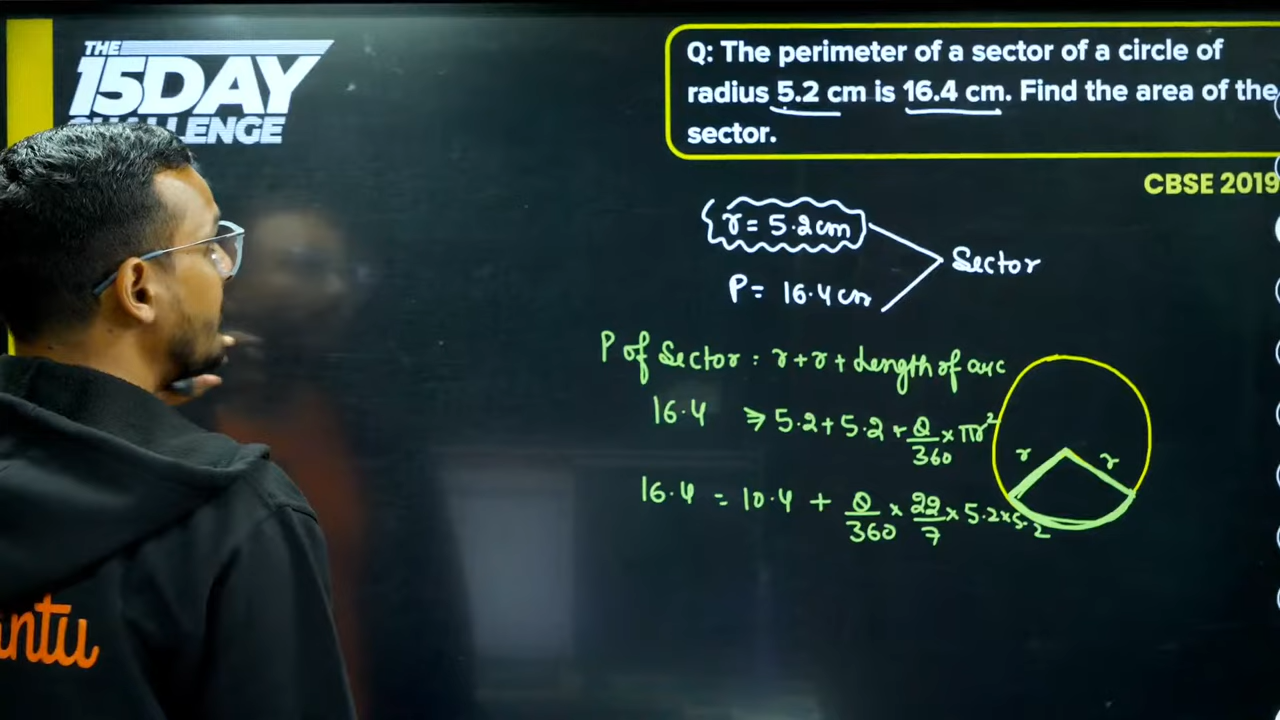 THE
15DAY
CHALLENGE
Q: The perimeter of a sector of a circle of
radius 5.2 cm is 16.4 cm. Find the area of the
sector.
CBSE 2019
r = 5.2cm
P = 16.4cm
Sector
P of Sector = r + r + Length of arc
16.4 ⇒ 5.2 + 5.2 + θ/360 × πr²
16.4 = 10.4 + θ/360 × 22/7 × 5.2 × 5.2
r r
ntu